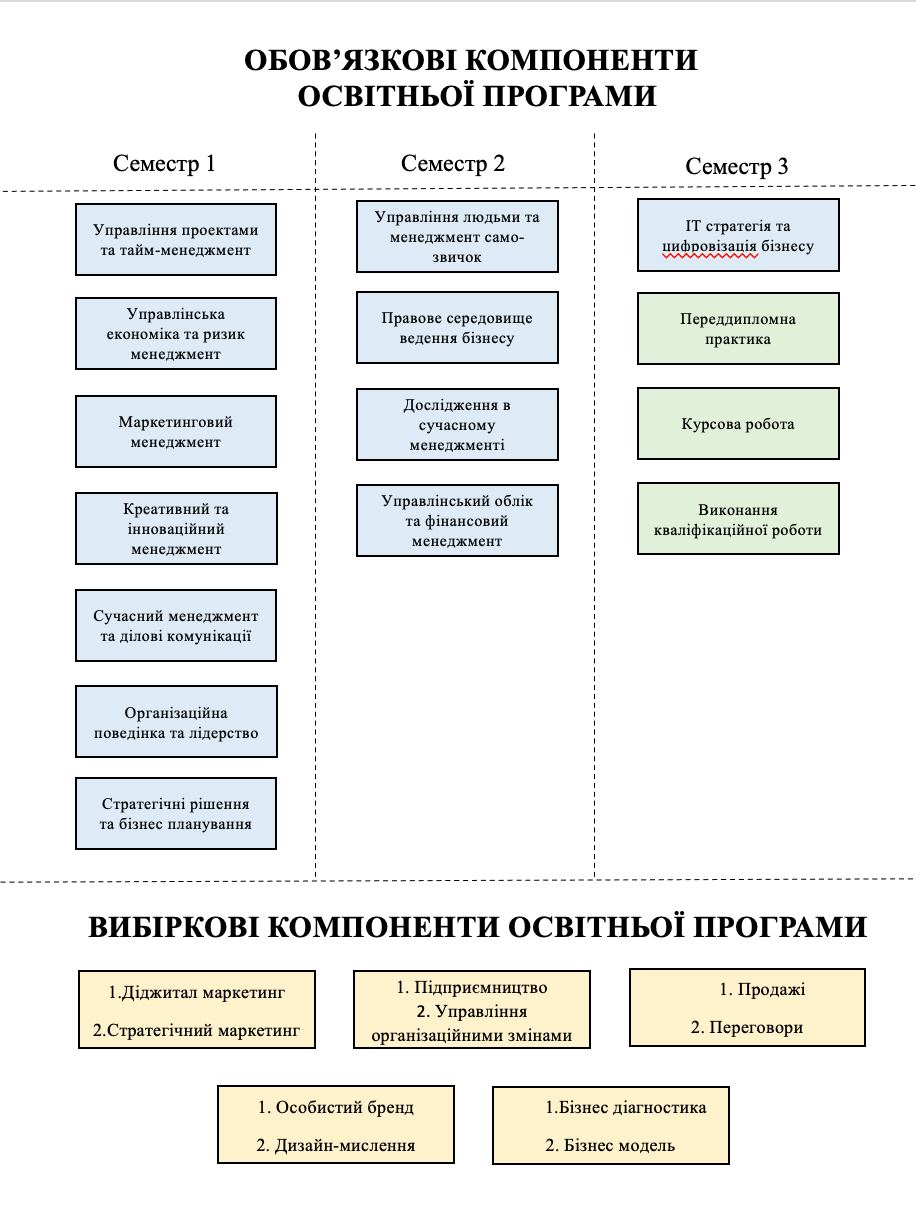 ОБОВ’ЯЗКОВІ КОМПОНЕНТИ
ОСВІТНЬОЇ ПРОГРАМИ
Семестр 1
Семестр 2
Семестр 3
Управління проектами
та тайм-менеджмент
Управлінська
економіка та ризик
менеджмент
Маркетинговий
менеджмент
Креативний та
інноваційний
менеджмент
Сучасний менеджмент
та ділові комунікації
Організаційна
поведінка та лідерство
Стратегічні рішення
та бізнес планування
Управління людьми та
менеджмент само-
звичок
Правове середовище
ведення бізнесу
Дослідження в
сучасному
менеджменті
Управлінський облік
та фінансовий
менеджмент
ІТ стратегія та
цифровізація бізнесу
Переддипломна
практика
Курсова робота
Виконання
кваліфікаційної роботи
ВИБІРКОВІ КОМПОНЕНТИ ОСВІТНЬОЇ ПРОГРАМИ
1.Діджитал маркетинг
2.Стратегічний маркетинг
1. Підприємництво
2. Управління
організаційними змінами
1. Продажі
2. Переговори
1. Особистий бренд
2. Дизайн-мислення
1.Бізнес діагностика
2. Бізнес модель